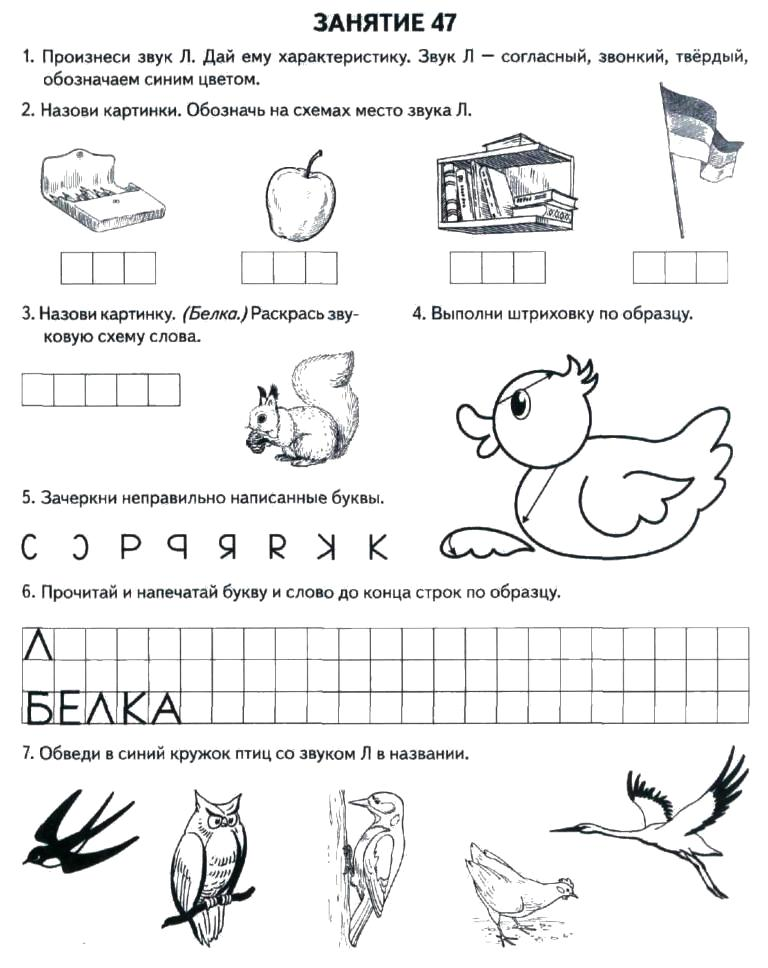 ЗАНЯТИЕ 47
1. Произнеси звук Л. Дай ему характеристику. Звук Л — согласный, звонкий, твёрдый,
обозначаем синим цветом.
2. Назови картинки. Обозначь на схемах место звука Л.
3. Назови картинку. (Белка.) Раскрась зву-
ковую схему слова.
4. Выполни штриховку по образцу.
5. Зачеркни неправильно написанные буквы.
С Ɔ Р ꟼ Я R ʞ К
6. Прочитай и напечатай букву и слово до конца строк по образцу.
Л
БЕЛКА
7. Обведи в синий кружок птиц со звуком Л в названии.